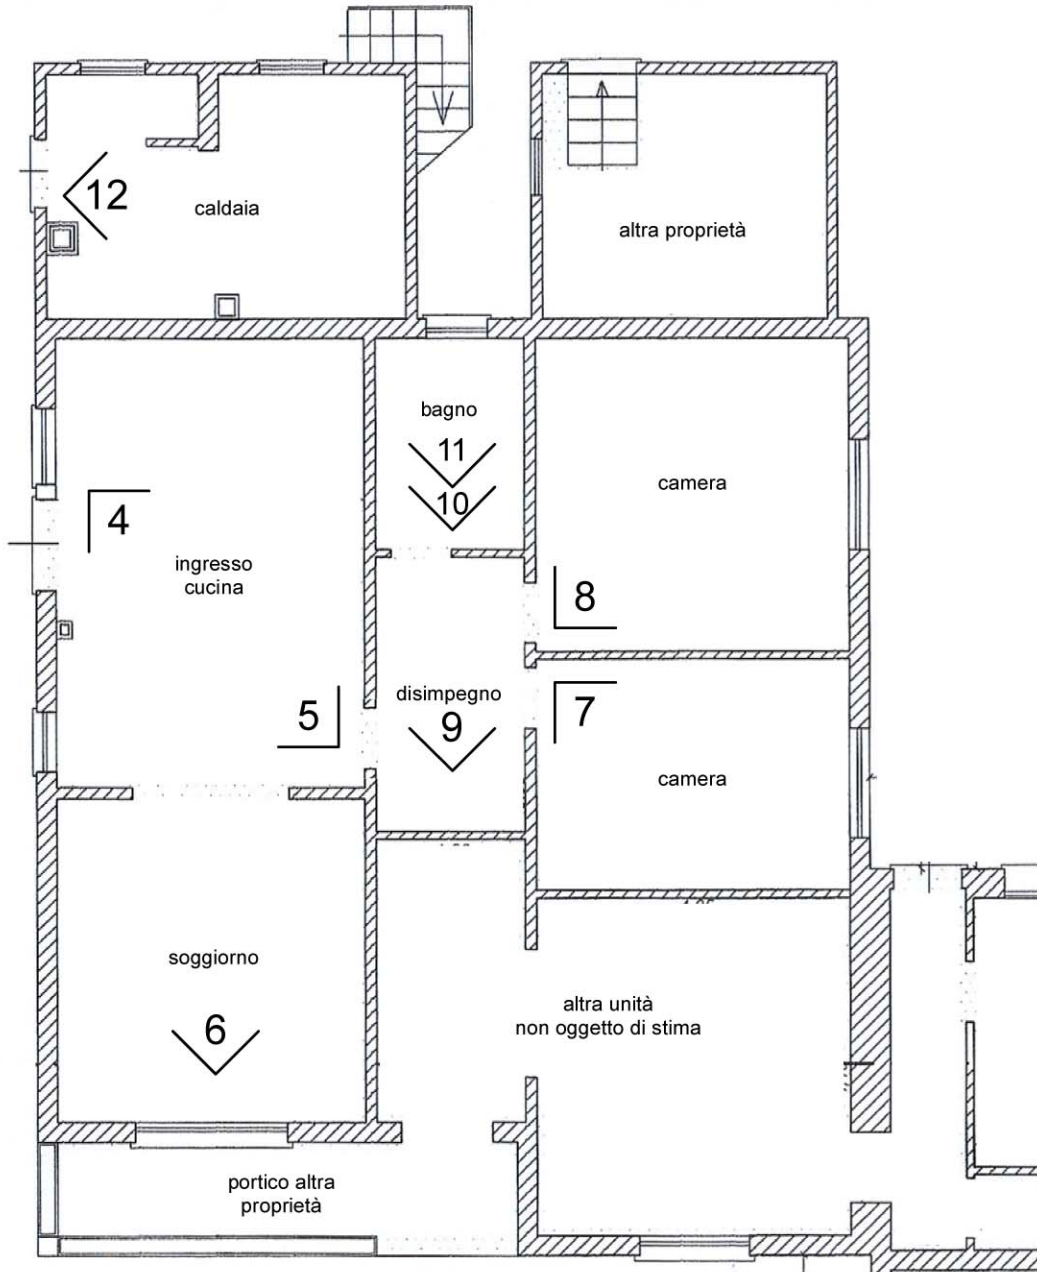 12
caldaia
altra proprietà
bagno
11
10
4
camera
ingresso
cucina
8
disimpegno
5
9
7
camera
soggiorno
6
altra unità
non oggetto di stima
portico altra
proprietà